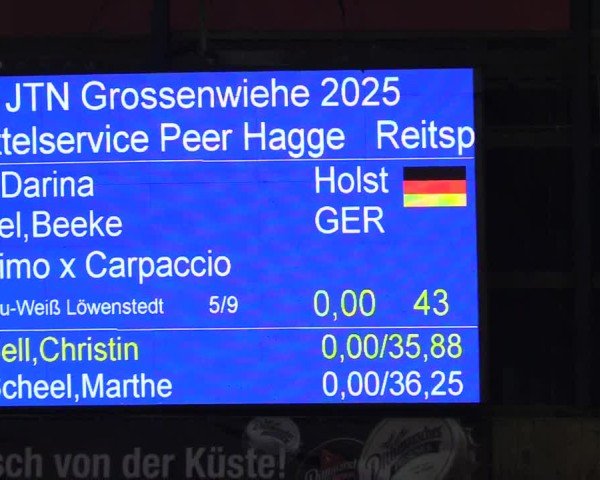 JTN Grossenwiehe 2025
ttelservice Peer Hagge Reitsp
Darina Holst
el,Beeke GER
imo x Carpaccio
u-Weiß Löwenstedt 5/9 0,00 43
ell,Christin 0,00/35,88
Scheel,Marthe 0,00/36,25
sch von der Küste!